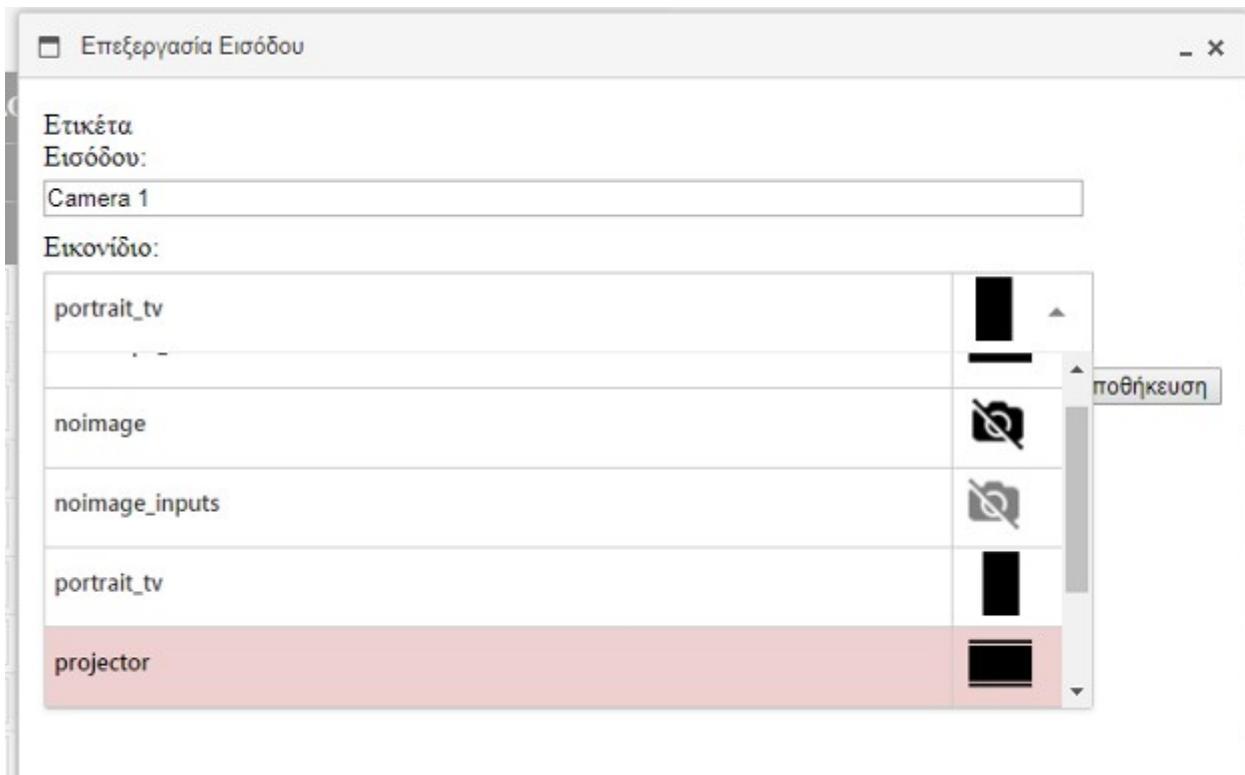 Επεξεργασία Εισόδου
Ετικέτα
Εισόδου:
Camera 1
Εικονίδιο:
portrait_tv
ποθήκευση
noimage
noimage_inputs
portrait_tv
projector